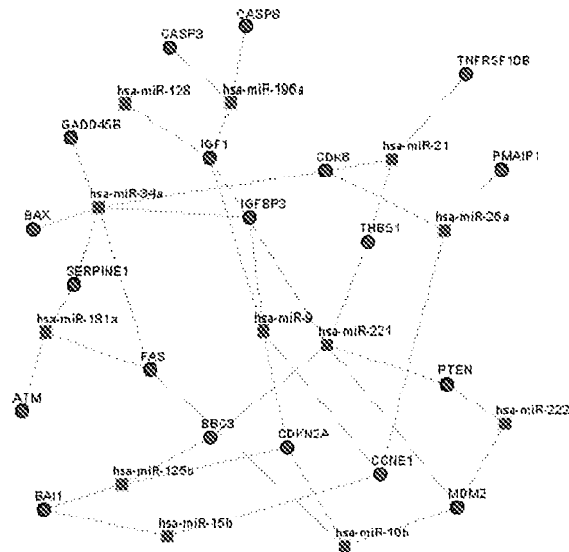 CASP8
CASP3
TNFRSF10B
hsa-miR-128
hsa-miR-196a
GADD45B
IGF1
hsa-miR-21
CDK6
PMAIP1
hsa-miR-34a
IGFBP3
hsa-miR-26a
BAX
THBS1
SERPINE1
hsa-miR-181a
hsa-miR-9
hsa-miR-221
FAS
PTEN
ATM
hsa-miR-222
BBC3
CDKN2A
CCNE1
hsa-miR-125b
BAI1
MDM2
hsa-miR-15b
hsa-miR-10b